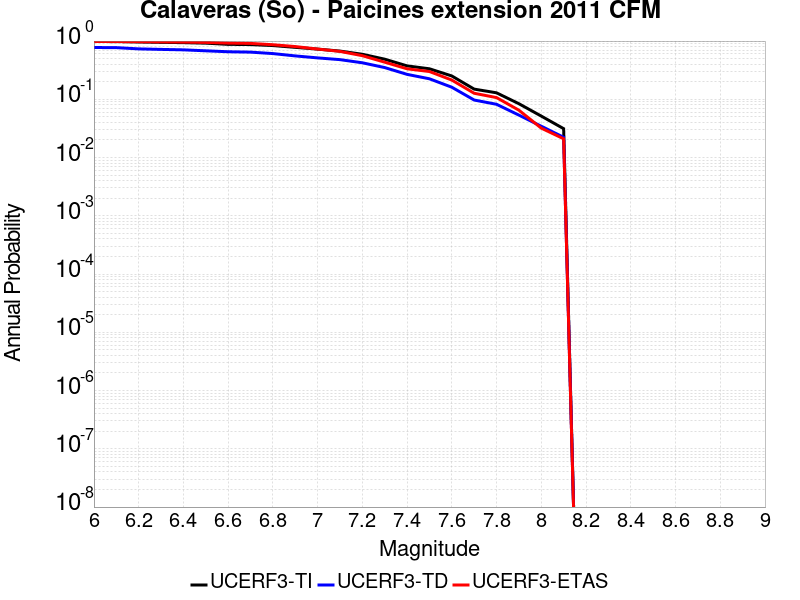 Calaveras (So) - Paicines extension 2011 CFM
10^0
10^-1
10^-2
10^-3
10^-4
10^-5
10^-6
10^-7
10^-8
Annual Probability
6 6.2 6.4 6.6 6.8 7 7.2 7.4 7.6 7.8 8 8.2 8.4 8.6 8.8 9
Magnitude
UCERF3-TI UCERF3-TD UCERF3-ETAS